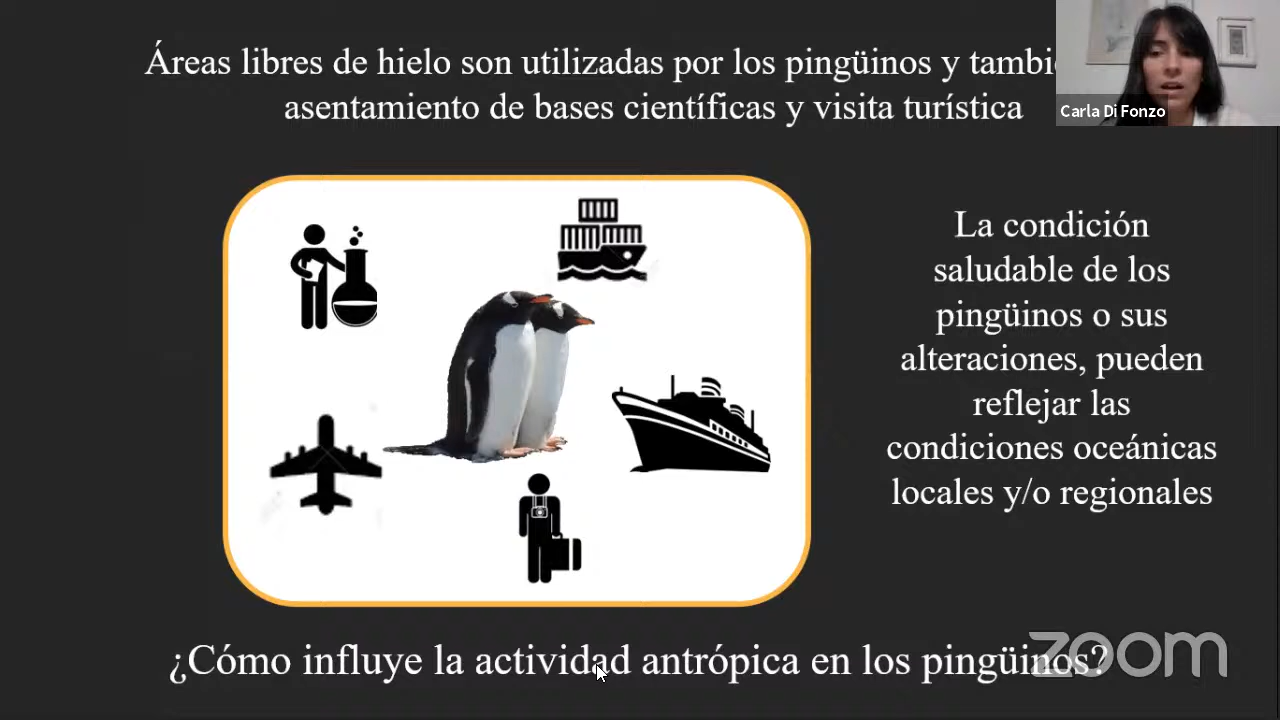 Áreas libres de hielo son utilizadas por los pingüinos y
asentamiento de bases científicas y visita turística
Carla Di Fonzo
La condición
saludable de los
pingüinos o sus
alteraciones, pueden
reflejar las
condiciones oceánicas
locales y/o regionales
¿Cómo influye la actividad antrópica en los pingüinos?
zoom